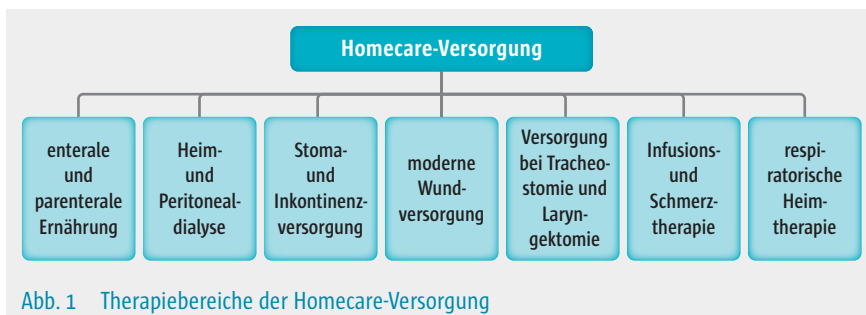 Homecare-Versorgung
enterale
und
parenterale
Ernährung
Heim-
und
Peritoneal-
dialyse
Stoma-
und
Inkontinenz-
versorgung
moderne
Wund-
versorgung
Versorgung
bei Tracheo-
stomie und
Laryn-
gektomie
Infusions-
und
Schmerz-
therapie
respi-
ratorische
Heim-
therapie
Abb. 1 Therapiebereiche der Homecare-Versorgung